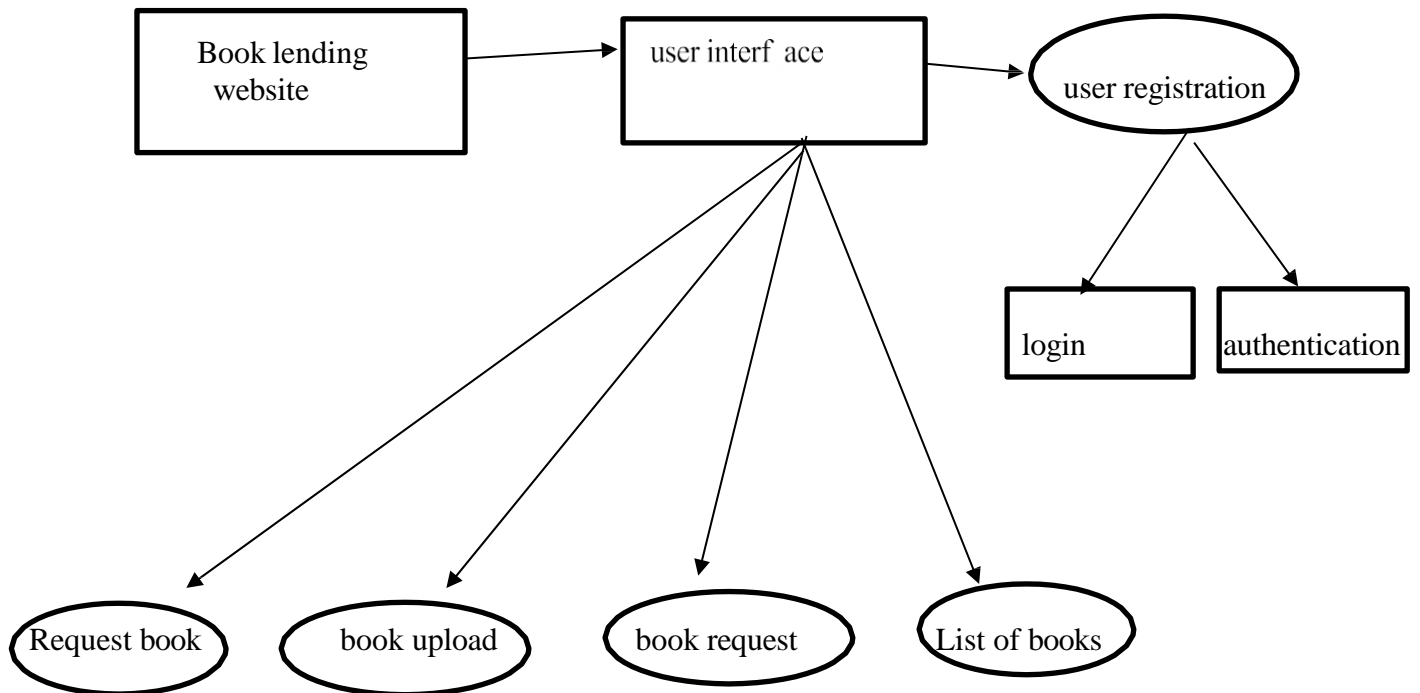 Book lending
website
user interf ace
user registration
login
authentication
Request book
book upload
book request
List of books